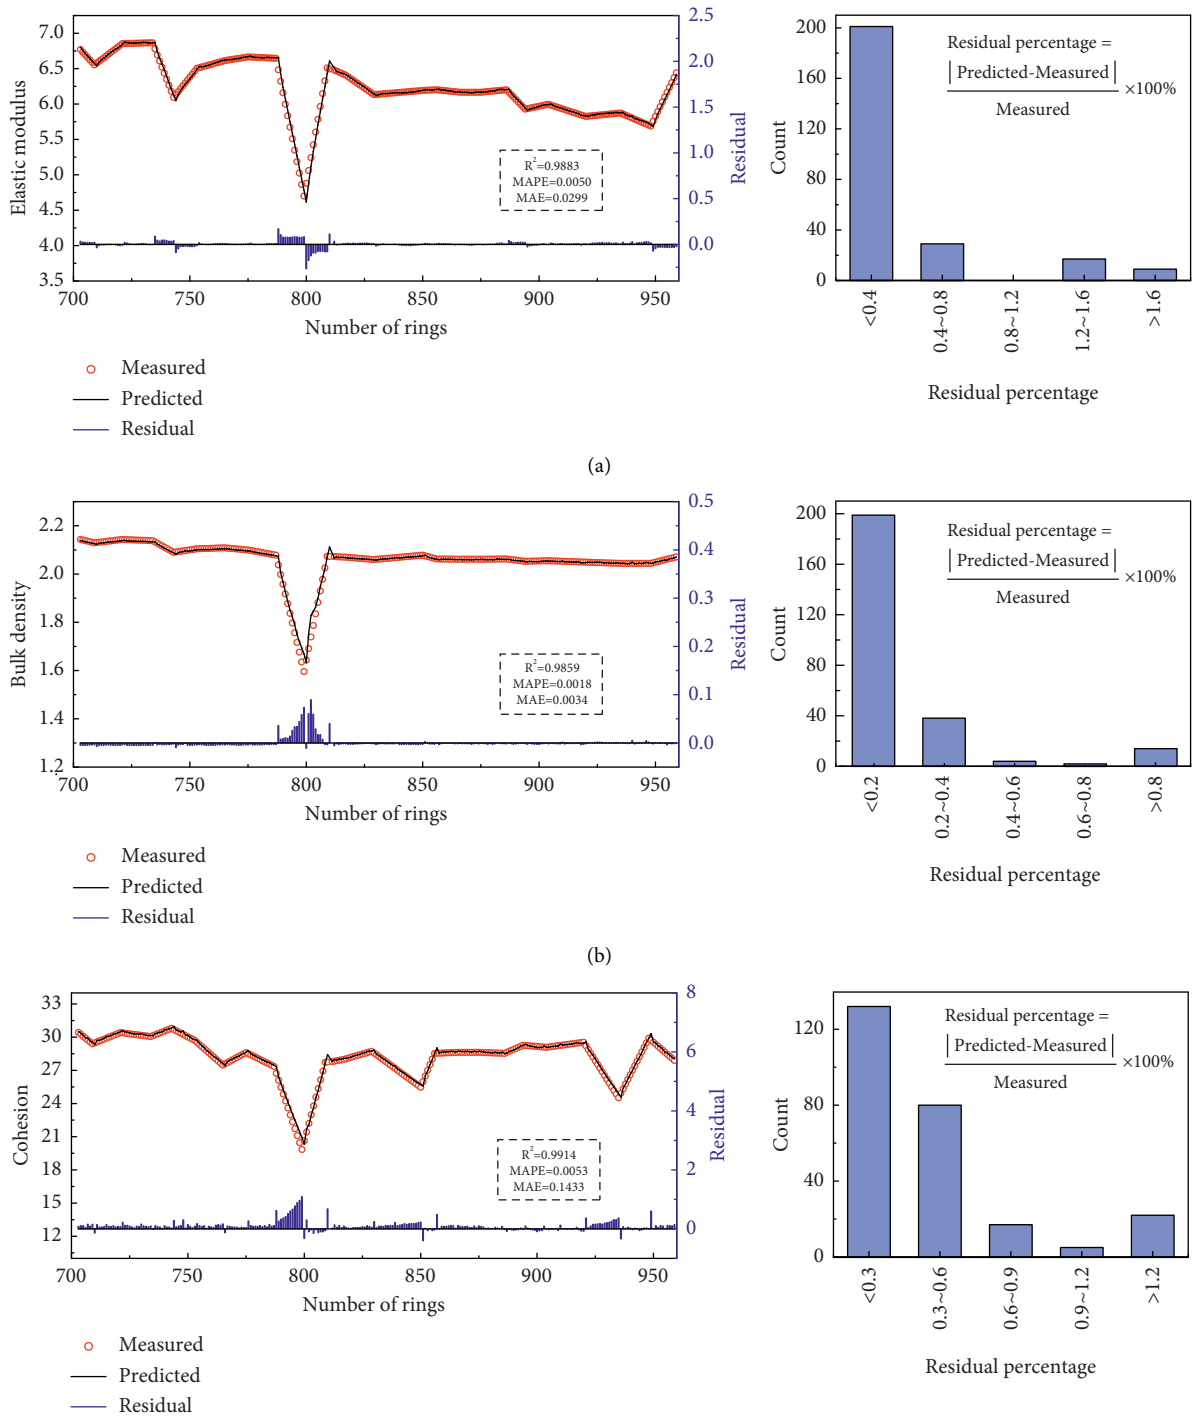 7.0
6.5
6.0
5.5
5.0
4.5
4.0
3.5
Elastic modulus
700
750
800
850
900
950
Number of rings
2.5
2.0
1.5
1.0
0.5
0.0
Residual
R²=0.9883
MAPE=0.0050
MAE=0.0299
Measured
Predicted
Residual
200
160
120
80
40
0
Count
Residual percentage =
|Predicted-Measured|
Measured
×100%
<0.4
0.4~0.8
0.8~1.2
1.2~1.6
>1.6
Residual percentage
(a)
2.2
2.0
1.8
1.6
1.4
1.2
Bulk density
700
750
800
850
900
950
Number of rings
0.5
0.4
0.3
0.2
0.1
0.0
Residual
R²=0.9859
MAPE=0.0018
MAE=0.0034
Measured
Predicted
Residual
200
160
120
80
40
0
Count
Residual percentage =
|Predicted-Measured|
Measured
×100%
<0.2
0.2~0.4
0.4~0.6
0.6~0.8
>0.8
Residual percentage
(b)
33
30
27
24
21
18
15
12
Cohesion
700
750
800
850
900
950
Number of rings
8
6
4
2
0
Residual
R²=0.9914
MAPE=0.0053
MAE=0.1433
Measured
Predicted
Residual
120
80
40
0
Count
Residual percentage =
|Predicted-Measured|
Measured
×100%
<0.3
0.3~0.6
0.6~0.9
0.9~1.2
>1.2
Residual percentage